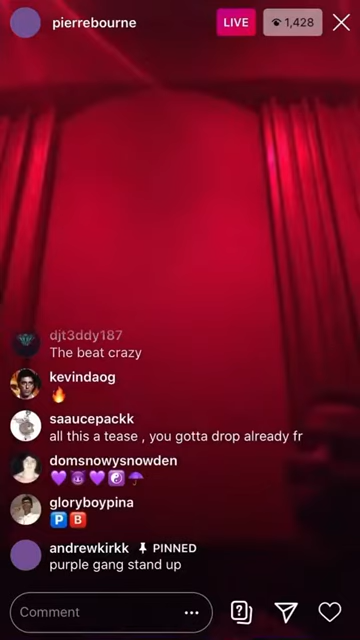 pierrebourne
LIVE
1,428
djt3ddy187
The beat crazy
kevindaog
🔥
saaucepackk
all this a tease , you gotta drop already fr
domsnowysnowden
💜😈💜☯️☂️
gloryboypina
🅿️🅱️
andrewkirkk PINNED
purple gang stand up
Comment